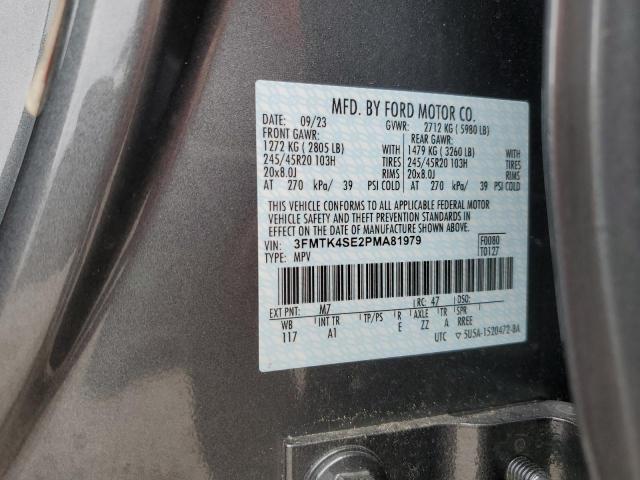 MFD. BY FORD MOTOR CO.
DATE: 09/23 GVWR: 2712 KG ( 5980 LB)
FRONT GAWR: REAR GAWR:
1272 KG ( 2805 LB) WITH 1479 KG ( 3260 LB) WITH
245/45R20 103H TIRES 245/45R20 103H TIRES
20x8.0J RIMS 20x8.0J RIMS
AT 270 kPa/ 39 PSI COLD AT 270 kPa/ 39 PSI COLD
THIS VEHICLE CONFORMS TO ALL APPLICABLE FEDERAL MOTOR
VEHICLE SAFETY AND THEFT PREVENTION STANDARDS IN
EFFECT ON THE DATE OF MANUFACTURE SHOWN ABOVE.
VIN: 3FMTK4SE2PMA81979 F0080
TYPE: MPV T0127
EXT PNT: M7 RC: 47 DSO:
WB INT TR TP/PS R AXLE TR SPR
117 A1 E ZZ A RREE
UTC ▽ 5U5A-1520472-BA